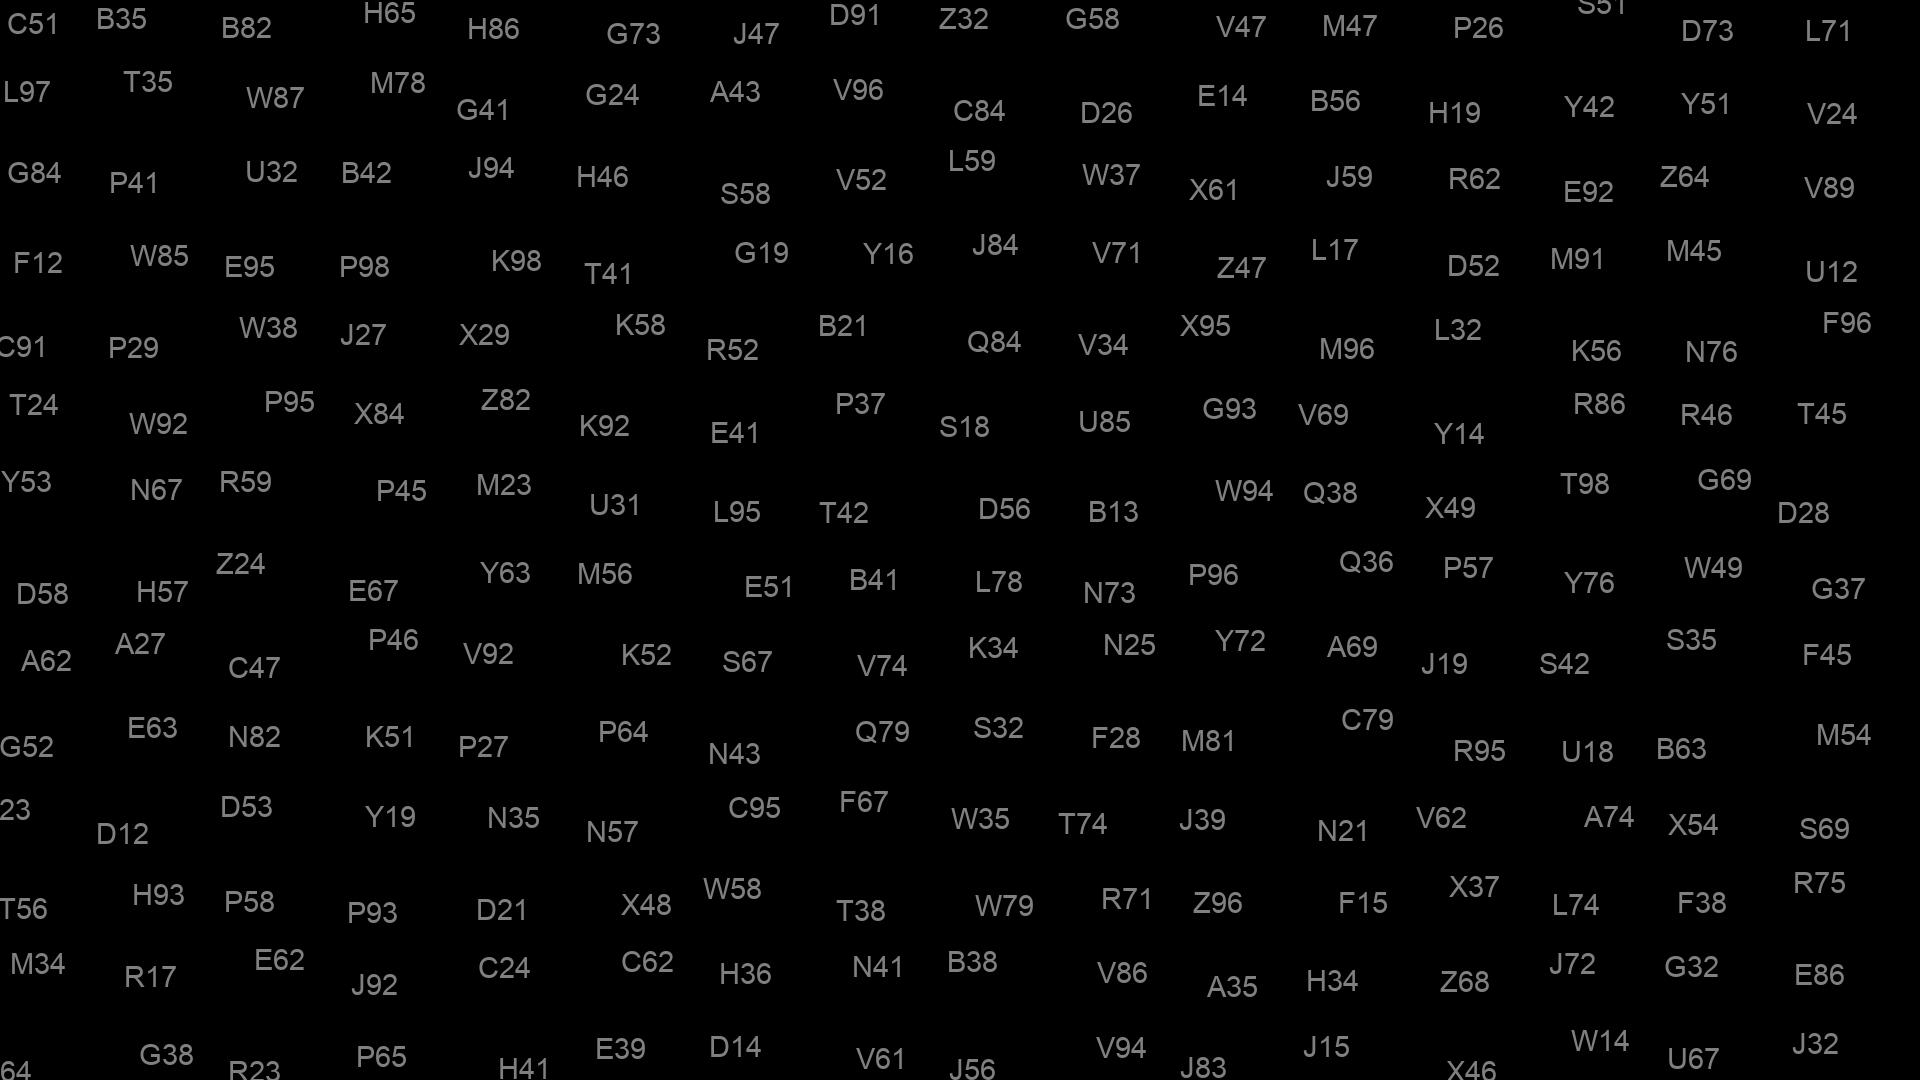 C51 B35 B82 H65 H86 G73 J47 D91 Z32 G58 V47 M47 P26 S51 D73 L71
L97 T35 W87 M78 G41 G24 A43 V96 C84 D26 E14 B56 H19 Y42 Y51 V24
G84 P41 U32 B42 J94 H46 S58 V52 L59 W37 X61 J59 R62 E92 Z64 V89
F12 W85 E95 P98 K98 T41 G19 Y16 J84 V71 Z47 L17 D52 M91 M45 U12
C91 P29 W38 J27 X29 K58 R52 B21 Q84 V34 X95 M96 L32 K56 N76 F96
T24 W92 P95 X84 Z82 K92 E41 P37 S18 U85 G93 V69 Y14 R86 R46 T45
Y53 N67 R59 P45 M23 U31 L95 T42 D56 B13 W94 Q38 X49 T98 G69 D28
D58 H57 Z24 E67 Y63 M56 E51 B41 L78 N73 P96 Q36 P57 Y76 W49 G37
A62 A27 C47 P46 V92 K52 S67 V74 K34 N25 Y72 A69 J19 S42 S35 F45
G52 E63 N82 K51 P27 P64 N43 Q79 S32 F28 M81 C79 R95 U18 B63 M54
23 D12 D53 Y19 N35 N57 C95 F67 W35 T74 J39 N21 V62 A74 X54 S69
T56 H93 P58 P93 D21 X48 W58 T38 W79 R71 Z96 F15 X37 L74 F38 R75
M34 R17 E62 J92 C24 C62 H36 N41 B38 V86 A35 H34 Z68 J72 G32 E86
64 G38 R23 P65 H41 E39 D14 V61 J56 V94 J83 J15 X46 W14 U67 J32